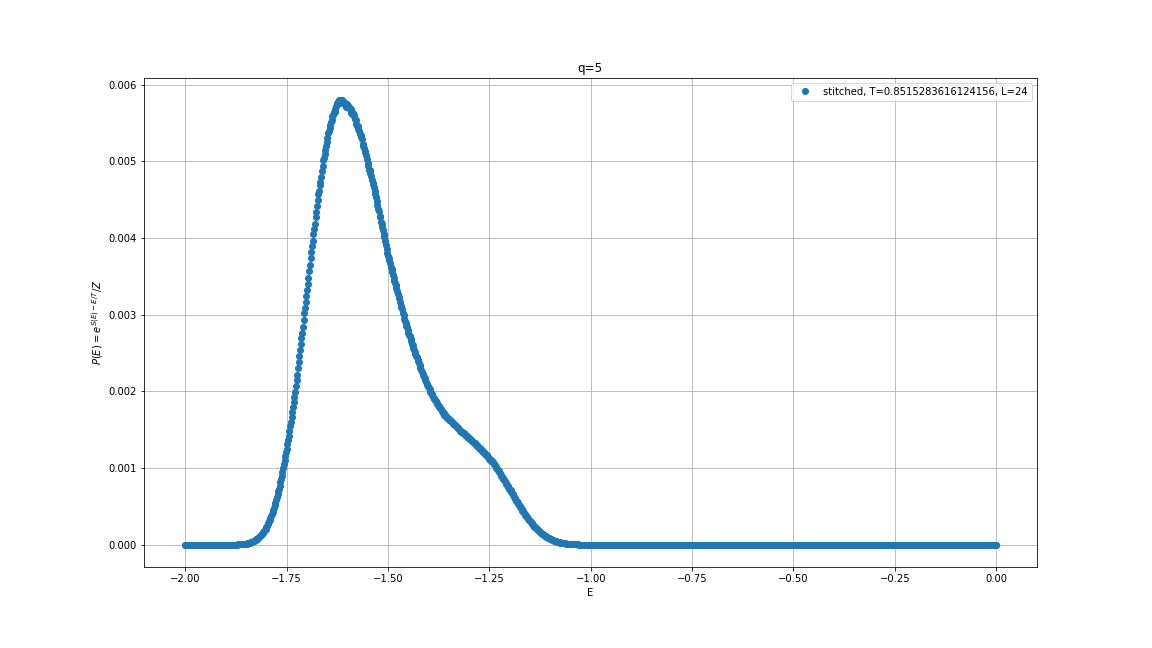 q=5
stitched, T=0.8515283616124156, L=24
0.006
0.005
0.004
0.003
0.002
0.001
0.000
P(E) = e^{S(E) − E/T}/Z
−2.00 −1.75 −1.50 −1.25 −1.00 −0.75 −0.50 −0.25 0.00
E